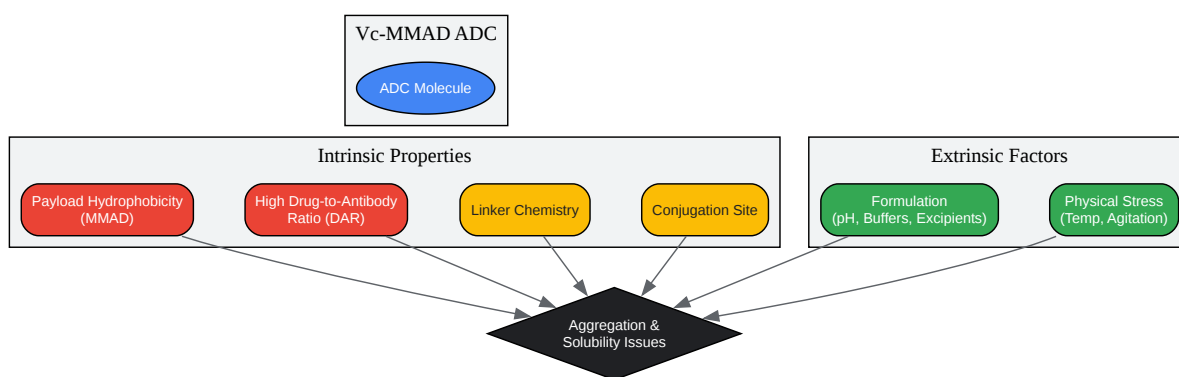 Vc-MMAD ADC
ADC Molecule
Intrinsic Properties
Extrinsic Factors
Payload Hydrophobicity
(MMAD)
High Drug-to-Antibody
Ratio (DAR)
Linker Chemistry
Conjugation Site
Formulation
(pH, Buffers, Excipients)
Physical Stress
(Temp, Agitation)
Aggregation &
Solubility Issues